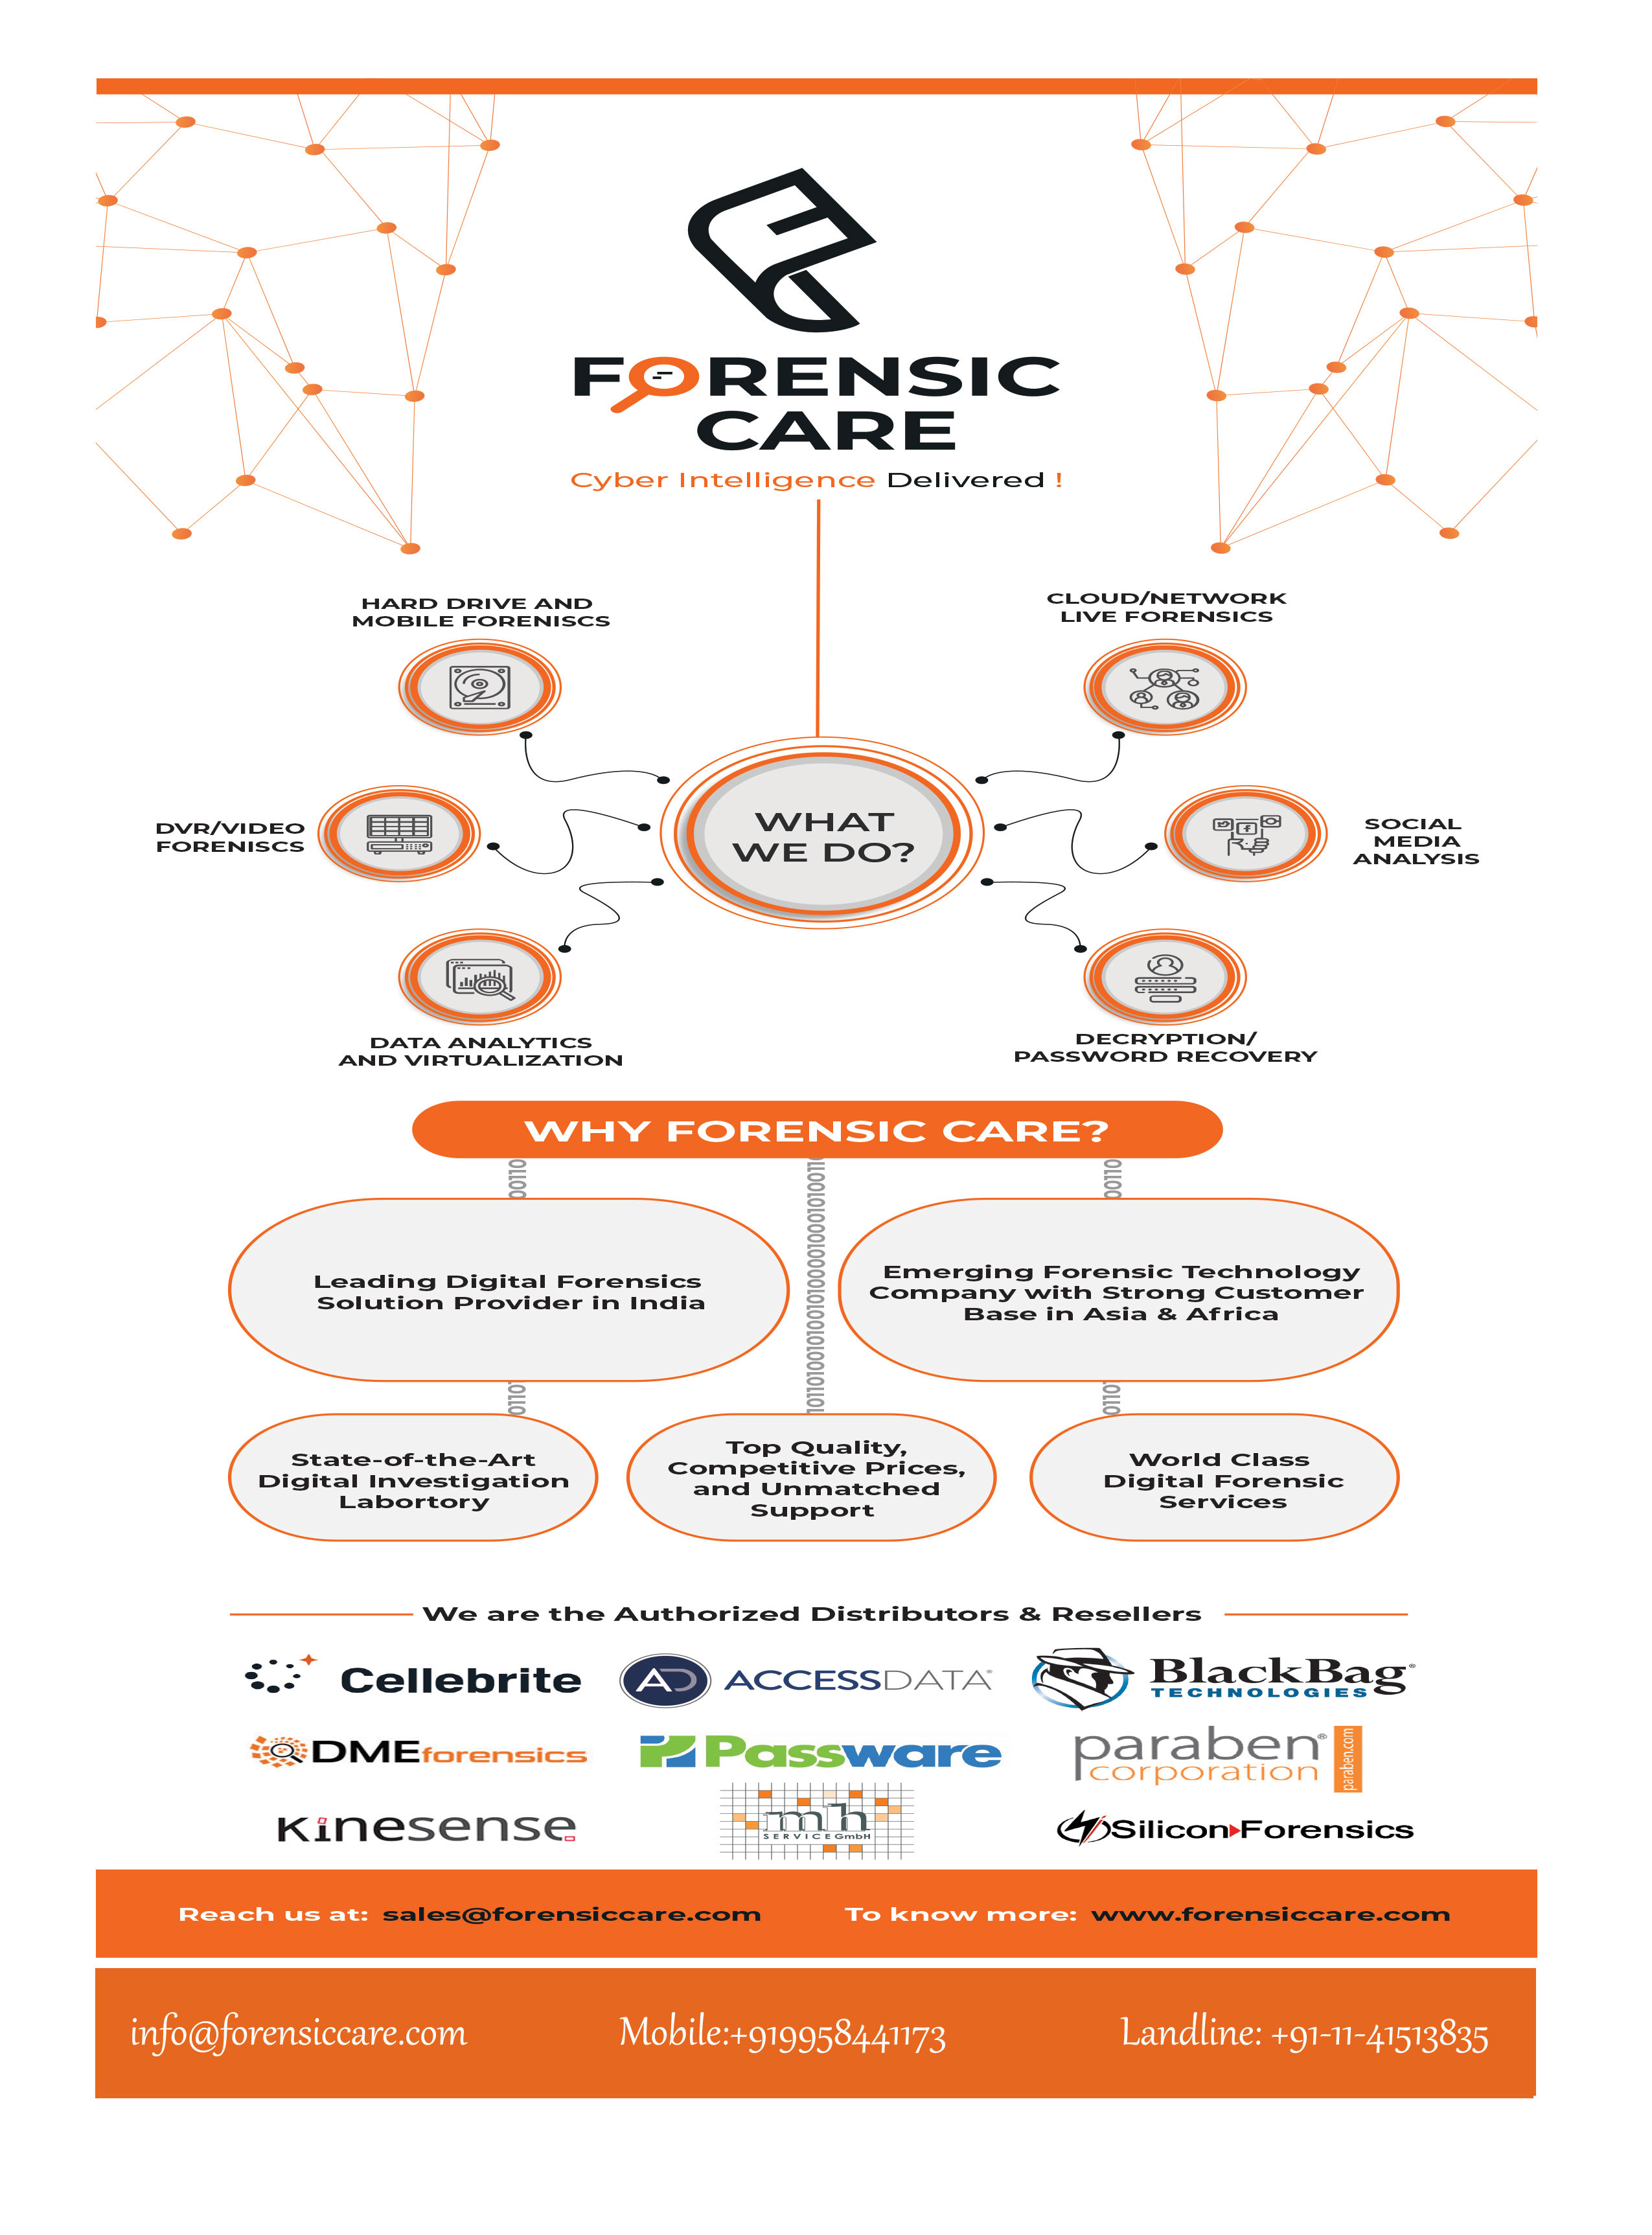 FORENSIC
CARE
Cyber Intelligence Delivered !
HARD DRIVE AND
MOBILE FORENISCS
CLOUD/NETWORK
LIVE FORENSICS
DVR/VIDEO
FORENISCS
WHAT
WE DO?
SOCIAL
MEDIA
ANALYSIS
DATA ANALYTICS
AND VIRTUALIZATION
DECRYPTION/
PASSWORD RECOVERY
WHY FORENSIC CARE?
Leading Digital Forensics
Solution Provider in India
Emerging Forensic Technology
Company with Strong Customer
Base in Asia & Africa
State-of-the-Art
Digital Investigation
Labortory
Top Quality,
Competitive Prices,
and Unmatched
Support
World Class
Digital Forensic
Services
We are the Authorized Distributors & Resellers
Cellebrite
AD ACCESSDATA®
BlackBag®
TECHNOLOGIES
DMEforensics
Passware
paraben®
corporation
paraben.com
Kinesense
mh
SERVICE GmbH
Silicon Forensics
Reach us at: sales@forensiccare.com
To know more: www.forensiccare.com
info@forensiccare.com
Mobile:+919958441173
Landline: +91-11-41513835